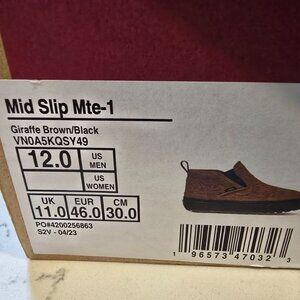 Mid Slip Mte-1
Giraffe Brown/Black
VN0A5KQSY49
12.0 US MEN
US WOMEN
UK EUR CM
11.0 46.0 30.0
PO#4200256863
S2V - 04/23
1 96573 47032 3